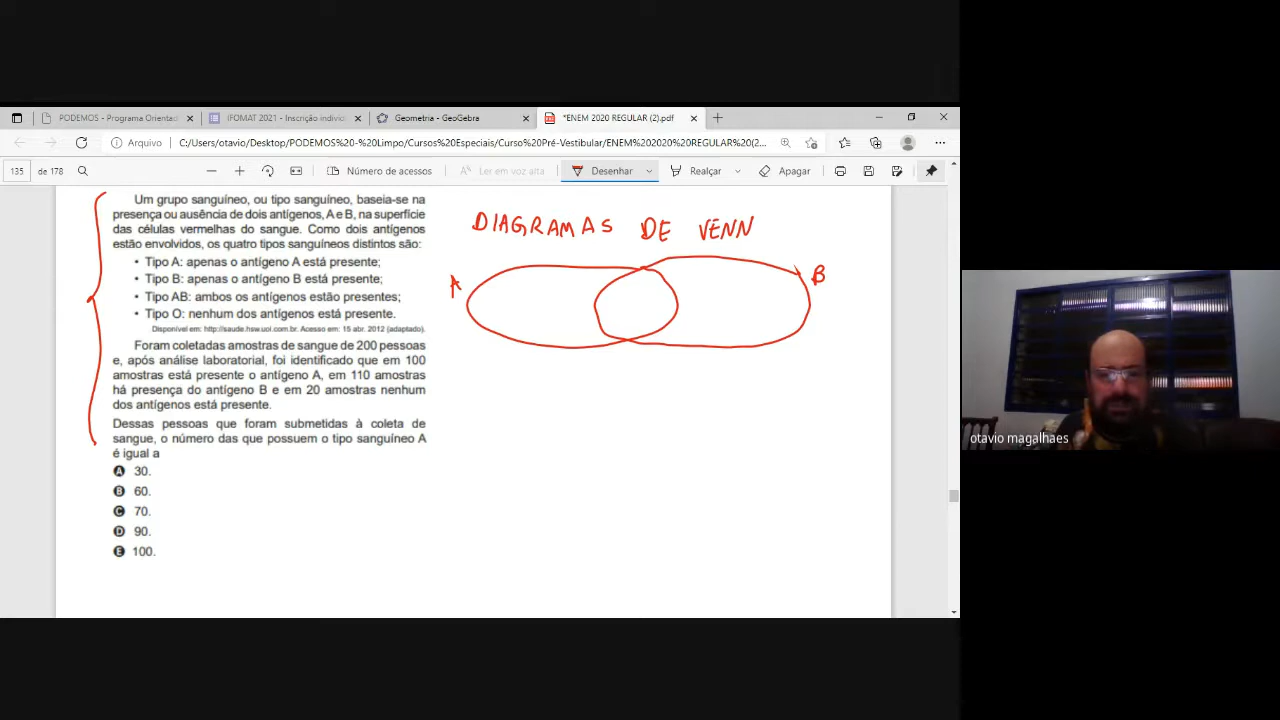 PODEMOS - Programa Orientad
IFOMAT 2021 - Inscrição individ
Geometria - GeoGebra
*ENEM 2020 REGULAR (2).pdf
Arquivo
C:/Users/otavio/Desktop/PODEMOS%20-%20Limpo/Cursos%20Especiais/Curso%20Pré-Vestibular/ENEM%202020%20REGULAR%20(2...
135 de 178
Número de acessos
Ler em voz alta
Desenhar
Realçar
Apagar
Um grupo sanguíneo, ou tipo sanguíneo, baseia-se na
presença ou ausência de dois antígenos, A e B, na superfície
das células vermelhas do sangue. Como dois antígenos
estão envolvidos, os quatro tipos sanguíneos distintos são:
• Tipo A: apenas o antígeno A está presente;
• Tipo B: apenas o antígeno B está presente;
• Tipo AB: ambos os antígenos estão presentes;
• Tipo O: nenhum dos antígenos está presente.
Disponível em: http://saude.hsw.uol.com.br. Acesso em: 15 abr. 2012 (adaptado).
Foram coletadas amostras de sangue de 200 pessoas
e, após análise laboratorial, foi identificado que em 100
amostras está presente o antígeno A, em 110 amostras
há presença do antígeno B e em 20 amostras nenhum
dos antígenos está presente.
Dessas pessoas que foram submetidas à coleta de
sangue, o número das que possuem o tipo sanguíneo A
é igual a
A 30.
B 60.
C 70.
D 90.
E 100.
DIAGRAMAS DE VENN
A
B
otavio magalhaes